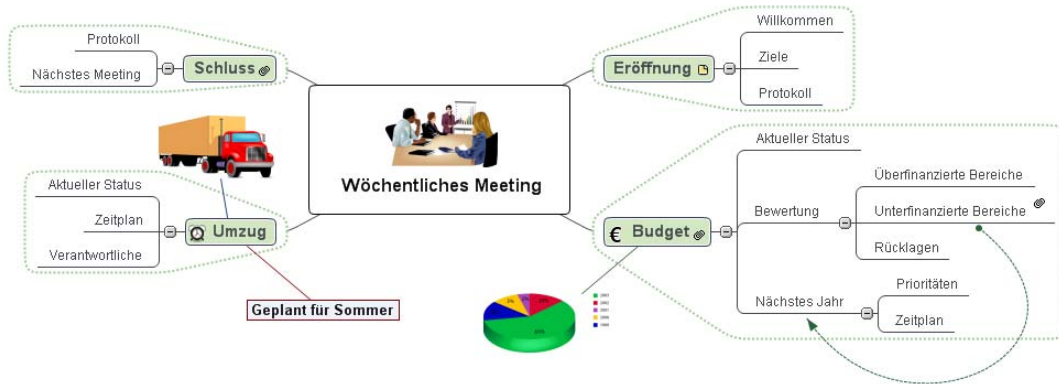 Wöchentliches Meeting
Eröffnung
Willkommen
Ziele
Protokoll
€ Budget
Aktueller Status
Bewertung
Überfinanzierte Bereiche
Unterfinanzierte Bereiche
Rücklagen
Nächstes Jahr
Prioritäten
Zeitplan
Umzug
Aktueller Status
Zeitplan
Verantwortliche
Geplant für Sommer
Schluss
Protokoll
Nächstes Meeting